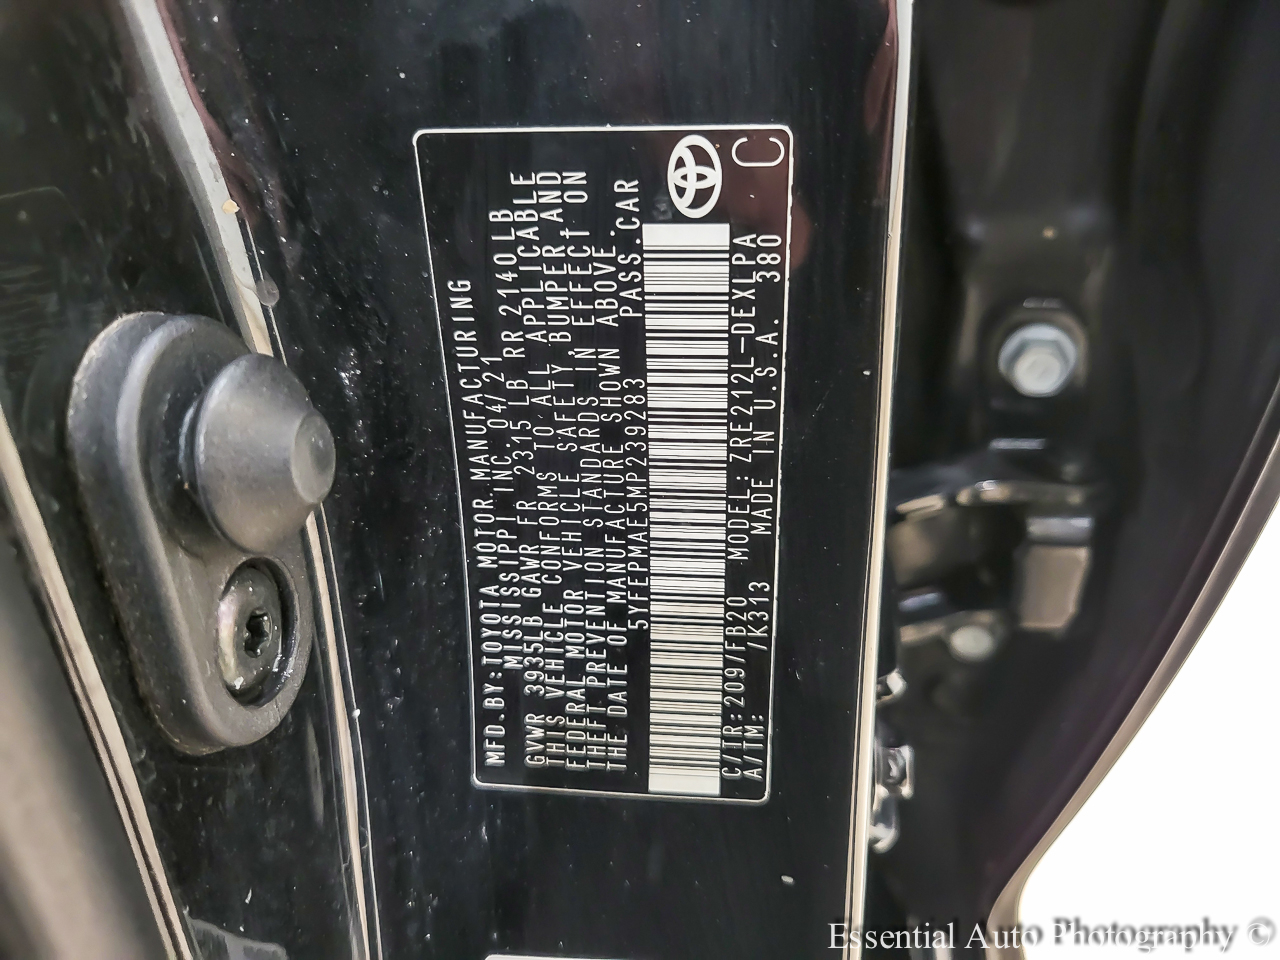 MFD.BY:TOYOTA MOTOR MANUFACTURING
MISSISSIPPI INC. 04/21
GVWR 3935LB GAWR FR 2315 LB RR 2140LB
THIS VEHICLE CONFORMS TO ALL APPLICABLE
FEDERAL MOTOR VEHICLE SAFETY, BUMPER, AND
THEFT PREVENTION STANDARDS IN EFFECT ON
THE DATE OF MANUFACTURE SHOWN ABOVE.
5YFEPMAE5MP239283 PASS.CAR
C/TR:209/FB20 MODEL:ZRE212L-DEXLPA
A/TM: /K313 MADE IN U.S.A. 380
C
Essential Auto Photography ©